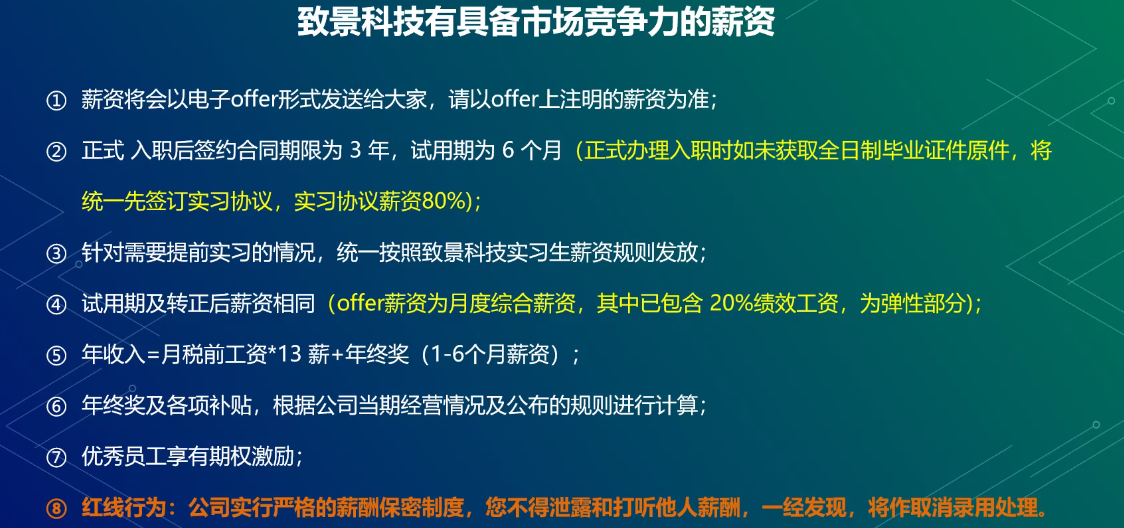 致景科技有具备市场竞争力的薪资
① 薪资将会以电子offer形式发送给大家，请以offer上注明的薪资为准；
② 正式 入职后签约合同期限为 3 年，试用期为 6 个月（正式办理入职时如未获取全日制毕业证件原件，将
统一先签订实习协议，实习协议薪资80%)；
③ 针对需要提前实习的情况，统一按照致景科技实习生薪资规则发放；
④ 试用期及转正后薪资相同（offer薪资为月度综合薪资，其中已包含 20%绩效工资，为弹性部分)；
⑤ 年收入=月税前工资*13 薪+年终奖（1-6个月薪资）；
⑥ 年终奖及各项补贴，根据公司当期经营情况及公布的规则进行计算；
⑦ 优秀员工享有期权激励；
⑧ 红线行为：公司实行严格的薪酬保密制度，您不得泄露和打听他人薪酬，一经发现，将作取消录用处理。